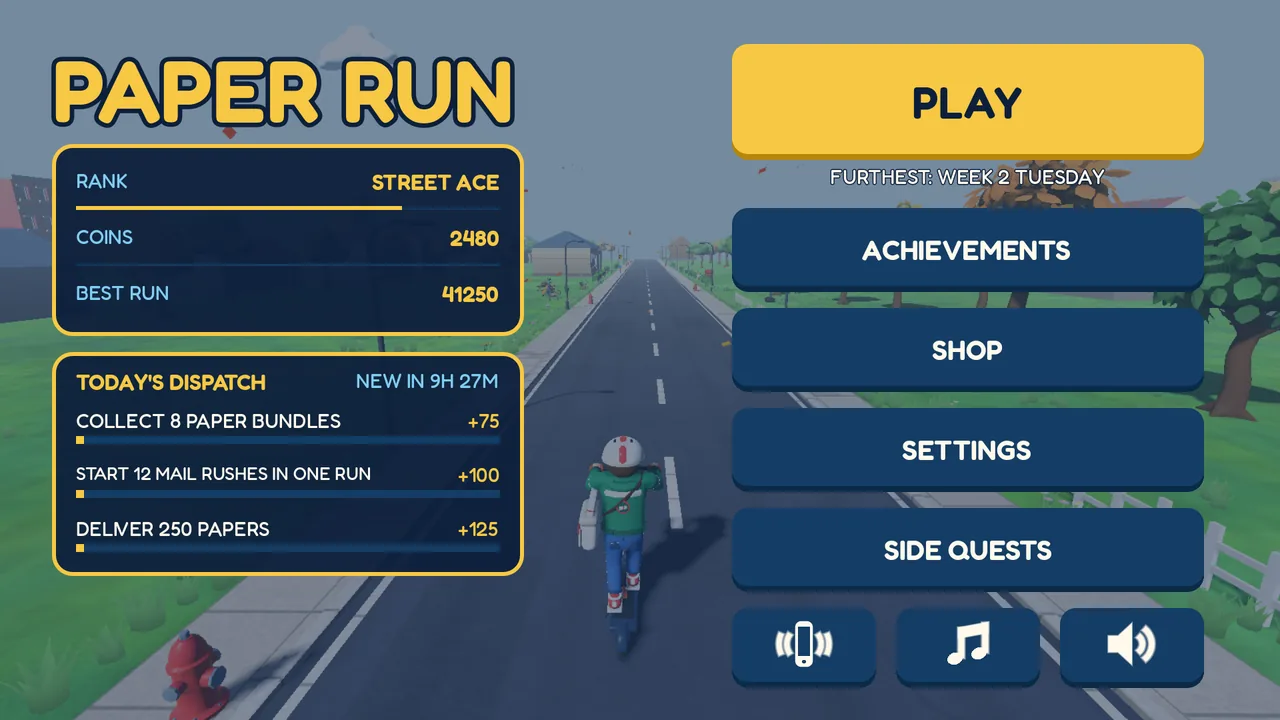 PAPER RUN
RANK STREET ACE
COINS 2480
BEST RUN 41250
TODAY'S DISPATCH NEW IN 9H 27M
COLLECT 8 PAPER BUNDLES +75
START 12 MAIL RUSHES IN ONE RUN +100
DELIVER 250 PAPERS +125
PLAY
FURTHEST: WEEK 2 TUESDAY
ACHIEVEMENTS
SHOP
SETTINGS
SIDE QUESTS